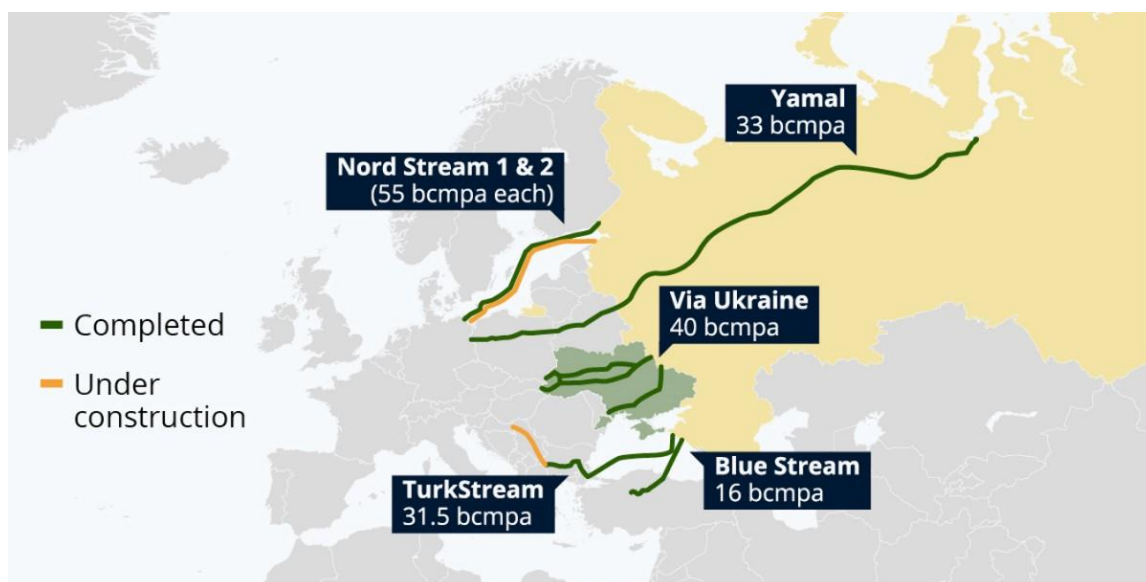 Yamal
33 bcmpa
Nord Stream 1 & 2
(55 bcmpa each)
Via Ukraine
40 bcmpa
Completed
Under
construction
TurkStream
31.5 bcmpa
Blue Stream
16 bcmpa